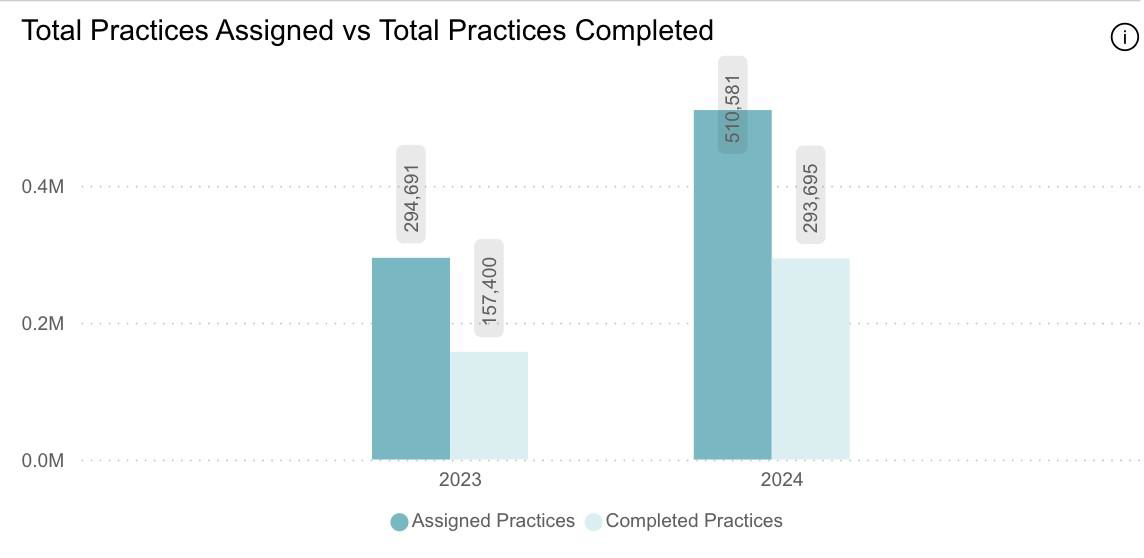 Total Practices Assigned vs Total Practices Completed
i
510,581
0.4M
294,691
293,695
157,400
0.2M
0.0M
2023
2024
Assigned Practices
Completed Practices